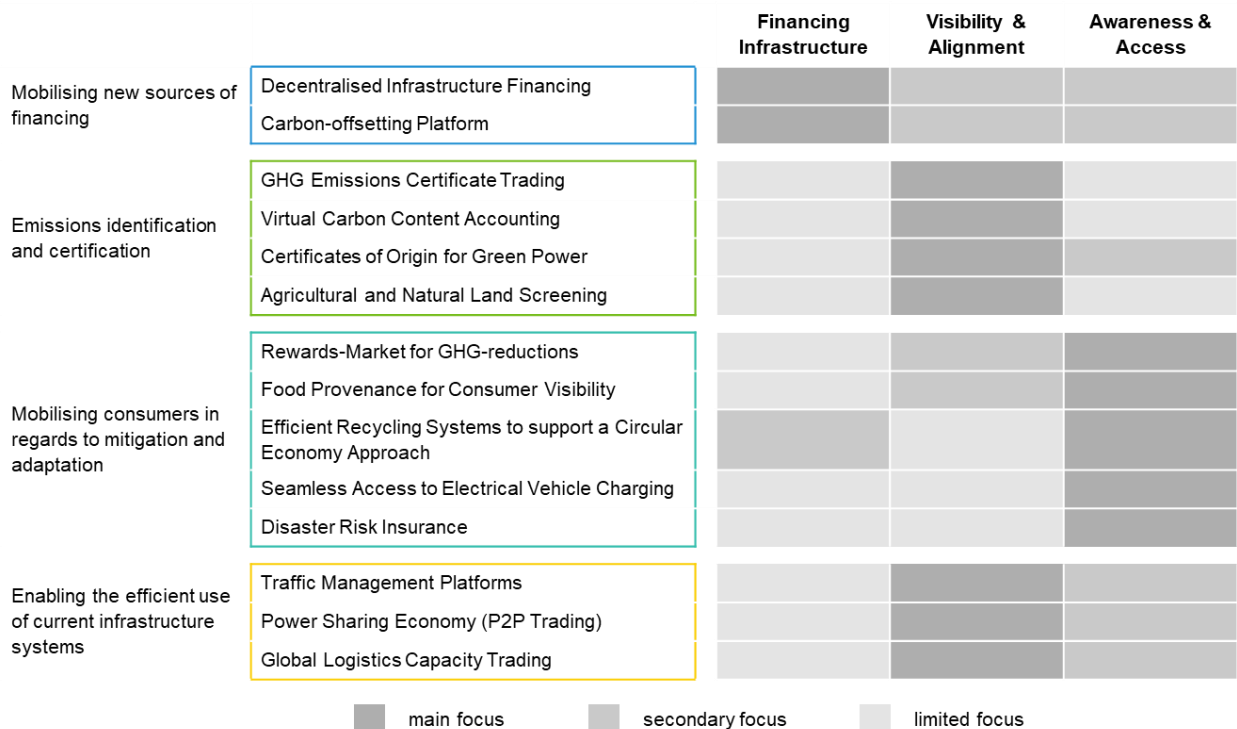 Financing
Infrastructure
Visibility &
Alignment
Awareness &
Access
Mobilising new sources of
financing
Decentralised Infrastructure Financing
Carbon-offsetting Platform
Emissions identification
and certification
GHG Emissions Certificate Trading
Virtual Carbon Content Accounting
Certificates of Origin for Green Power
Agricultural and Natural Land Screening
Mobilising consumers in
regards to mitigation and
adaptation
Rewards-Market for GHG-reductions
Food Provenance for Consumer Visibility
Efficient Recycling Systems to support a Circular
Economy Approach
Seamless Access to Electrical Vehicle Charging
Disaster Risk Insurance
Enabling the efficient use
of current infrastructure
systems
Traffic Management Platforms
Power Sharing Economy (P2P Trading)
Global Logistics Capacity Trading
main focus
secondary focus
limited focus